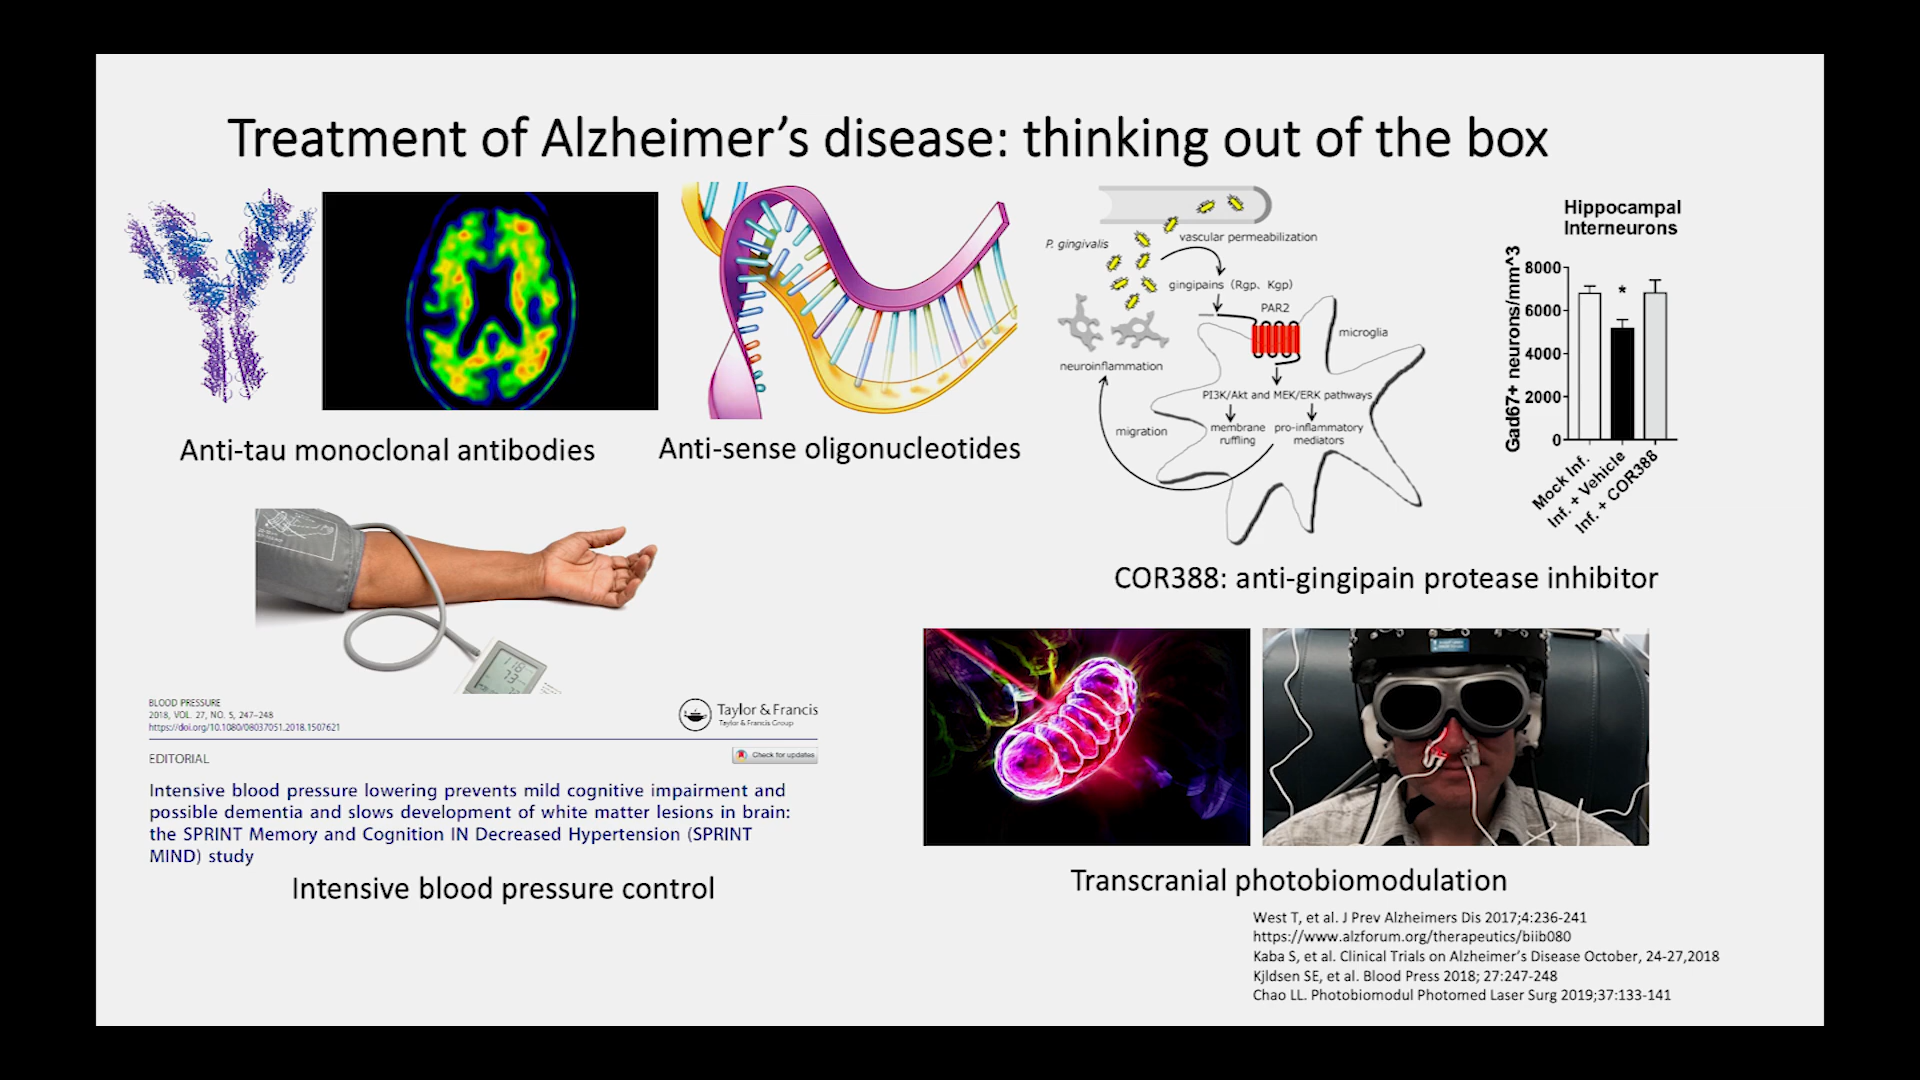 Treatment of Alzheimer's disease: thinking out of the box
Anti-tau monoclonal antibodies
Anti-sense oligonucleotides
P. gingivalis
vascular permeabilization
gingipains (Rgp、Kgp)
PAR2
microglia
neuroinflammation
PI3K/Akt and MEK/ERK pathways
migration
membrane
ruffling
pro-inflammatory
mediators
Hippocampal
Interneurons
Gad67+ neurons/mm^3
8000
6000
4000
2000
0
*
Mock Inf.
Inf. + Vehicle
Inf. + COR388
COR388: anti-gingipain protease inhibitor
118
73
BLOOD PRESSURE
2018, VOL. 27, NO. 5, 247–248
https://doi.org/10.1080/08037051.2018.1507621
Taylor & Francis
Taylor & Francis Group
EDITORIAL
Check for updates
Intensive blood pressure lowering prevents mild cognitive impairment and
possible dementia and slows development of white matter lesions in brain:
the SPRINT Memory and Cognition IN Decreased Hypertension (SPRINT
MIND) study
Intensive blood pressure control
Transcranial photobiomodulation
West T, et al. J Prev Alzheimers Dis 2017;4:236-241
https://www.alzforum.org/therapeutics/biib080
Kaba S, et al. Clinical Trials on Alzheimer's Disease October, 24-27,2018
Kjldsen SE, et al. Blood Press 2018; 27:247-248
Chao LL. Photobiomodul Photomed Laser Surg 2019;37:133-141